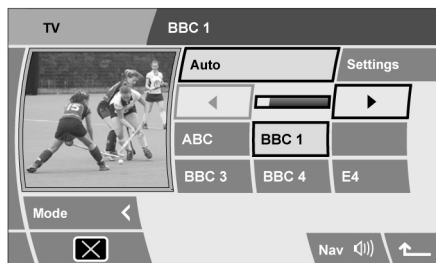 TV BBC 1
Auto Settings
ABC BBC 1
BBC 3 BBC 4 E4
Mode
Nav